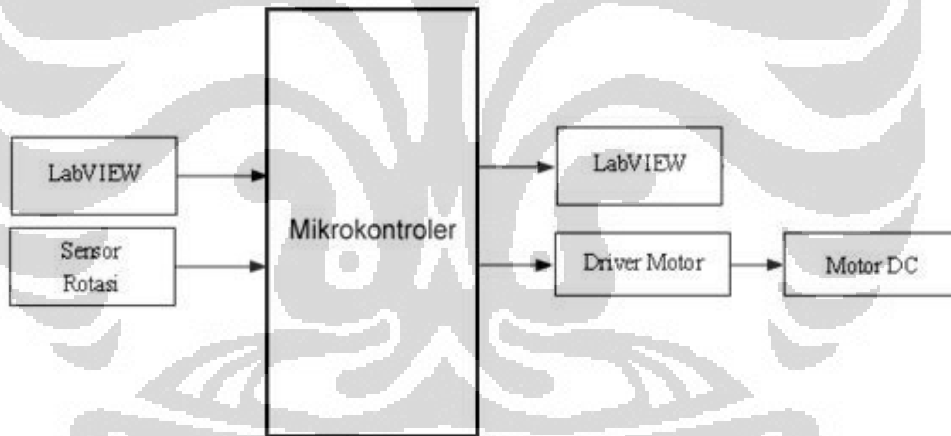 LabVIEW
Sensor
Rotasi
Mikrokontroler
LabVIEW
Driver Motor
Motor DC